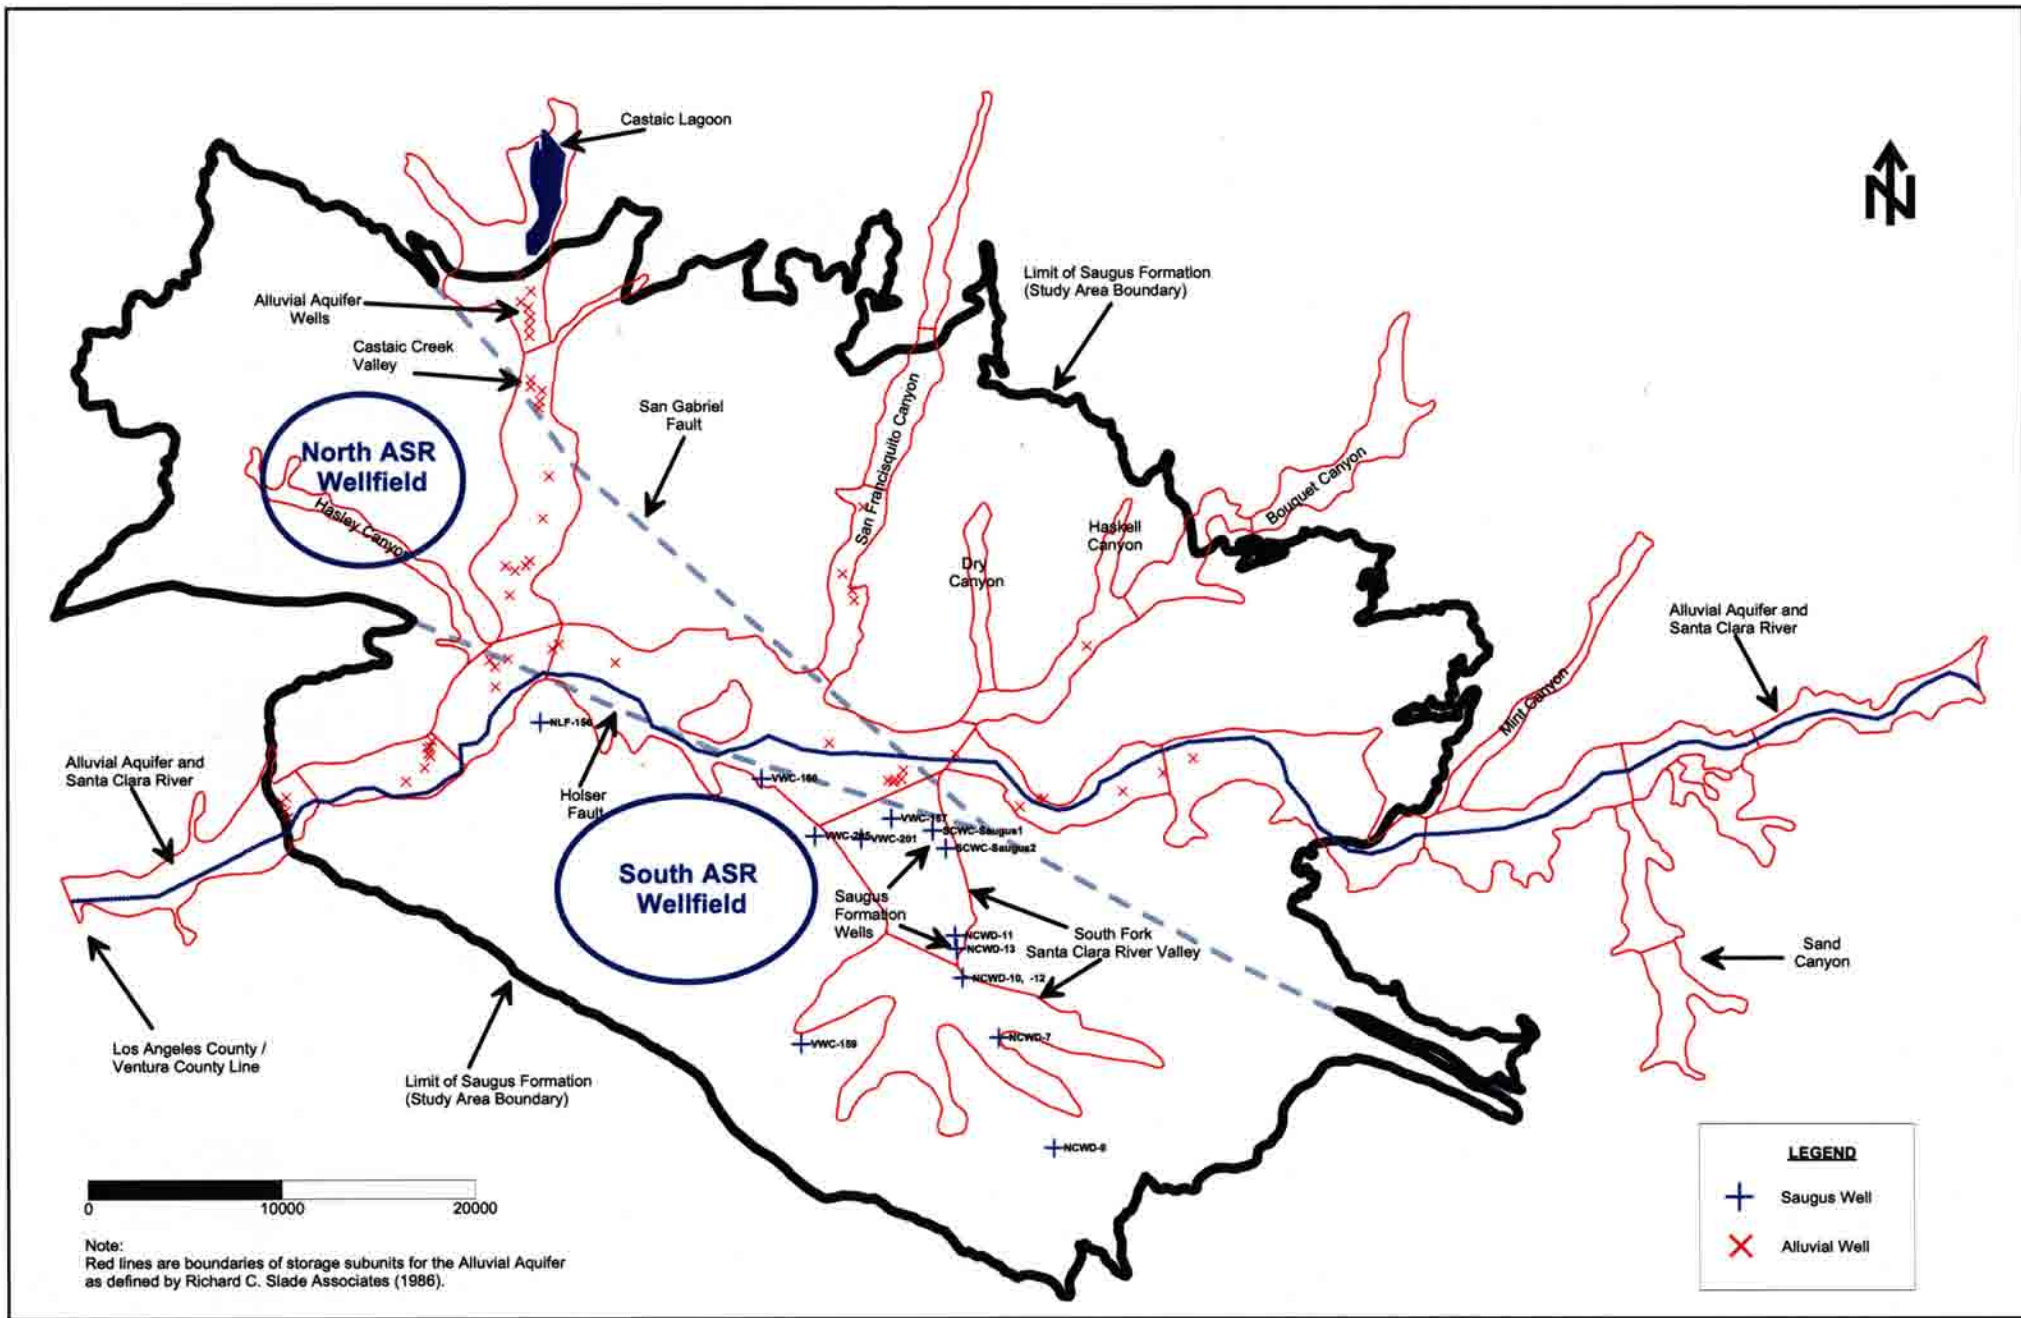 Castaic Lagoon
N
Alluvial Aquifer
Wells
Limit of Saugus Formation
(Study Area Boundary)
Castaic Creek
Valley
San Gabriel
Fault
San Francisquito Canyon
North ASR
Wellfield
Hasley Canyon
Bouquet Canyon
Haskell
Canyon
Dry
Canyon
Alluvial Aquifer and
Santa Clara River
Mint Canyon
NLF-156
Alluvial Aquifer and
Santa Clara River
Holser
Fault
VWC-160
VWC-157
VWC-205
VWC-201
SCWC-Saugus1
SCWC-Saugus2
South ASR
Wellfield
Saugus
Formation
Wells
NCWD-11
NCWD-13
South Fork
Santa Clara River Valley
NCWD-10, -12
Sand
Canyon
VWC-159
NCWD-7
Los Angeles County /
Ventura County Line
Limit of Saugus Formation
(Study Area Boundary)
0 10000 20000
Note:
Red lines are boundaries of storage subunits for the Alluvial Aquifer
as defined by Richard C. Slade Associates (1986).
LEGEND
Saugus Well
Alluvial Well